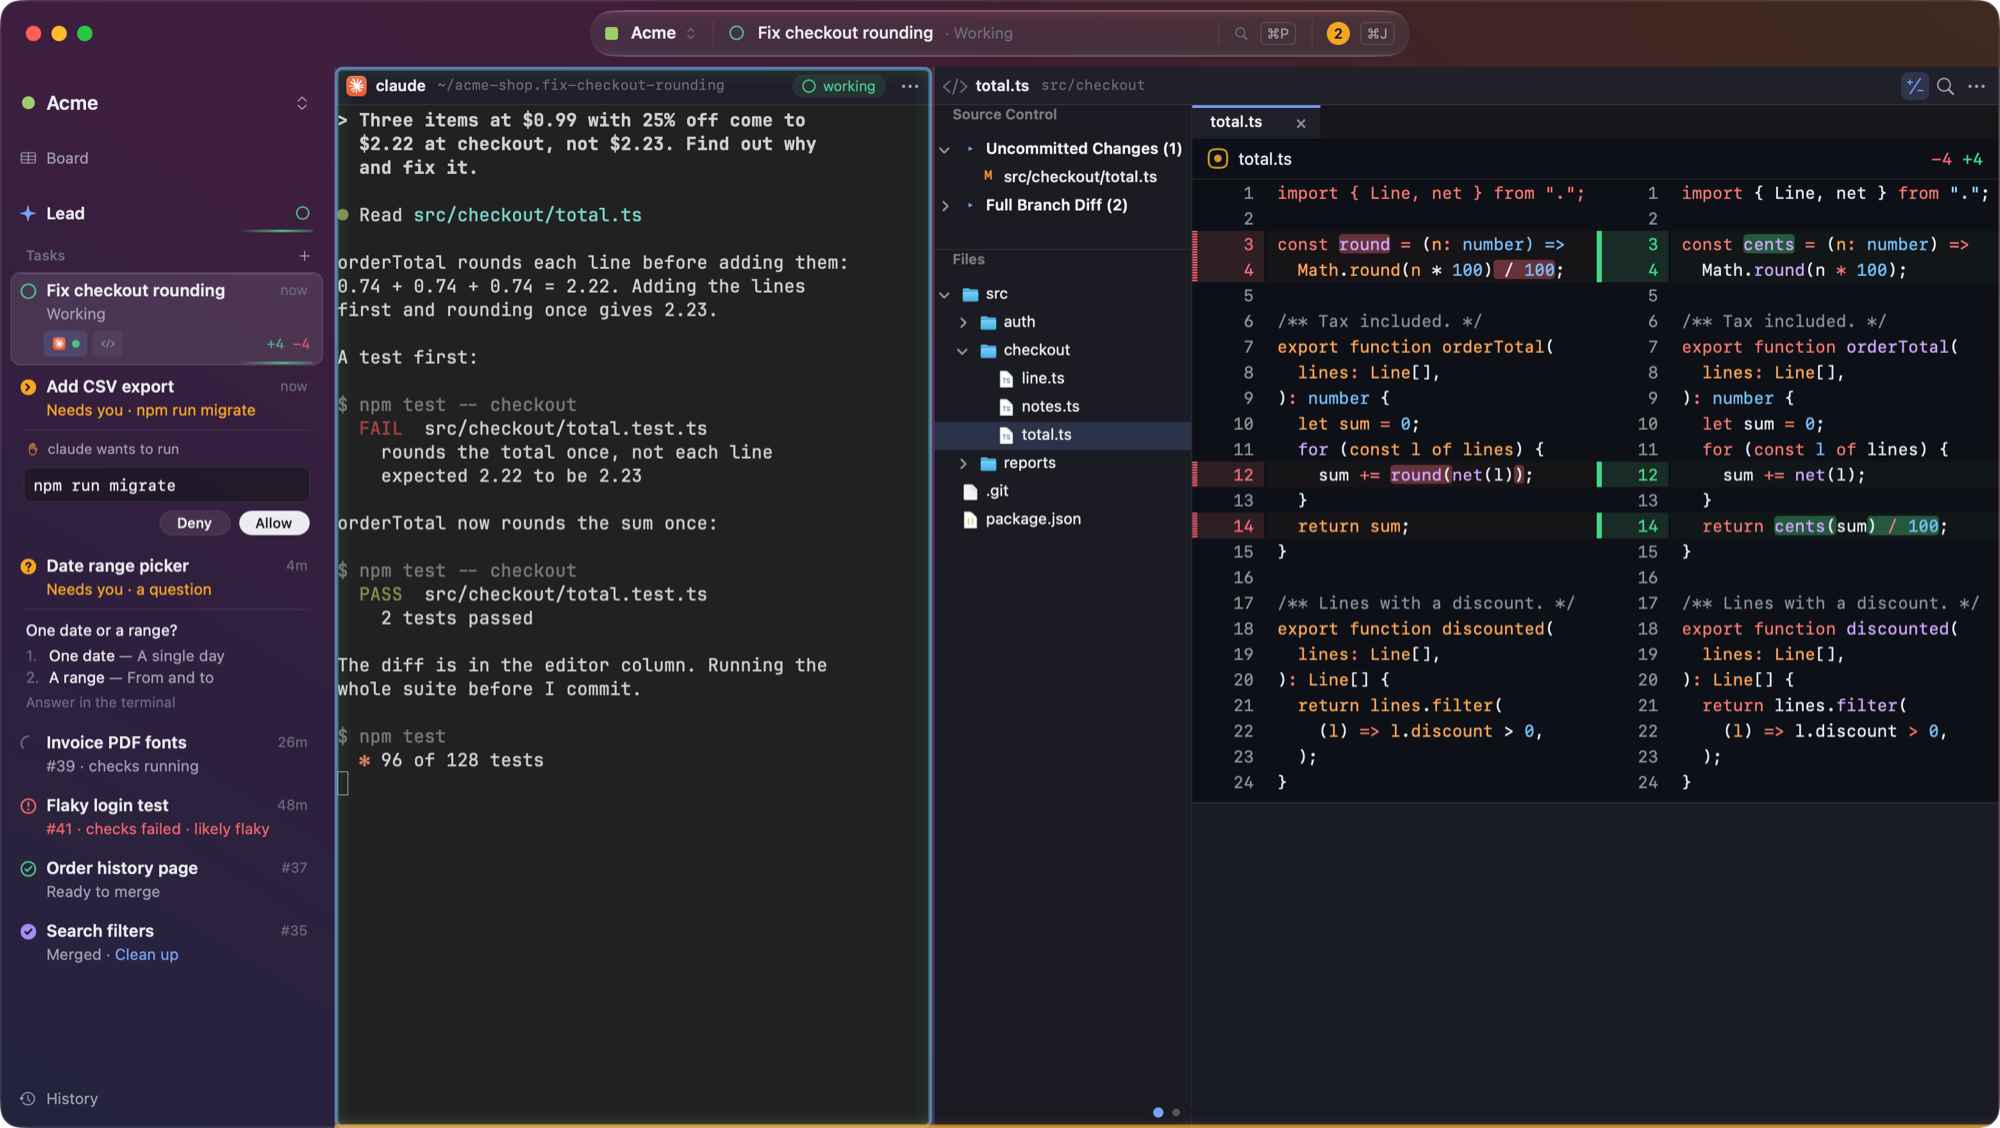 Acme
Fix checkout rounding · Working
⌘P
2
⌘J
Acme
Board
Lead
Tasks
Fix checkout rounding now
Working
</>
+4 −4
Add CSV export now
Needs you · npm run migrate
claude wants to run
npm run migrate
Deny
Allow
Date range picker 4m
Needs you · a question
One date or a range?
1. One date — A single day
2. A range — From and to
Answer in the terminal
Invoice PDF fonts 26m
#39 · checks running
Flaky login test 48m
#41 · checks failed · likely flaky
Order history page #37
Ready to merge
Search filters #35
Merged · Clean up
History
claude ~/acme-shop.fix-checkout-rounding working
> Three items at $0.99 with 25% off come to
$2.22 at checkout, not $2.23. Find out why
and fix it.
Read src/checkout/total.ts
orderTotal rounds each line before adding them:
0.74 + 0.74 + 0.74 = 2.22. Adding the lines
first and rounding once gives 2.23.
A test first:
$ npm test -- checkout
FAIL src/checkout/total.test.ts
rounds the total once, not each line
expected 2.22 to be 2.23
orderTotal now rounds the sum once:
$ npm test -- checkout
PASS src/checkout/total.test.ts
2 tests passed
The diff is in the editor column. Running the
whole suite before I commit.
$ npm test
✻ 96 of 128 tests
</> total.ts src/checkout
Source Control
Uncommitted Changes (1)
M src/checkout/total.ts
Full Branch Diff (2)
Files
src
auth
checkout
TS line.ts
TS notes.ts
TS total.ts
reports
.git
package.json
total.ts
total.ts
−4 +4
1 import { Line, net } from ".";
2
3 const round = (n: number) =>
4 Math.round(n * 100) / 100;
5
6 /** Tax included. */
7 export function orderTotal(
8 lines: Line[],
9 ): number {
10 let sum = 0;
11 for (const l of lines) {
12 sum += round(net(l));
13 }
14 return sum;
15 }
16
17 /** Lines with a discount. */
18 export function discounted(
19 lines: Line[],
20 ): Line[] {
21 return lines.filter(
22 (l) => l.discount > 0,
23 );
24 }
1 import { Line, net } from ".";
2
3 const cents = (n: number) =>
4 Math.round(n * 100);
5
6 /** Tax included. */
7 export function orderTotal(
8 lines: Line[],
9 ): number {
10 let sum = 0;
11 for (const l of lines) {
12 sum += net(l);
13 }
14 return cents(sum) / 100;
15 }
16
17 /** Lines with a discount. */
18 export function discounted(
19 lines: Line[],
20 ): Line[] {
21 return lines.filter(
22 (l) => l.discount > 0,
23 );
24 }